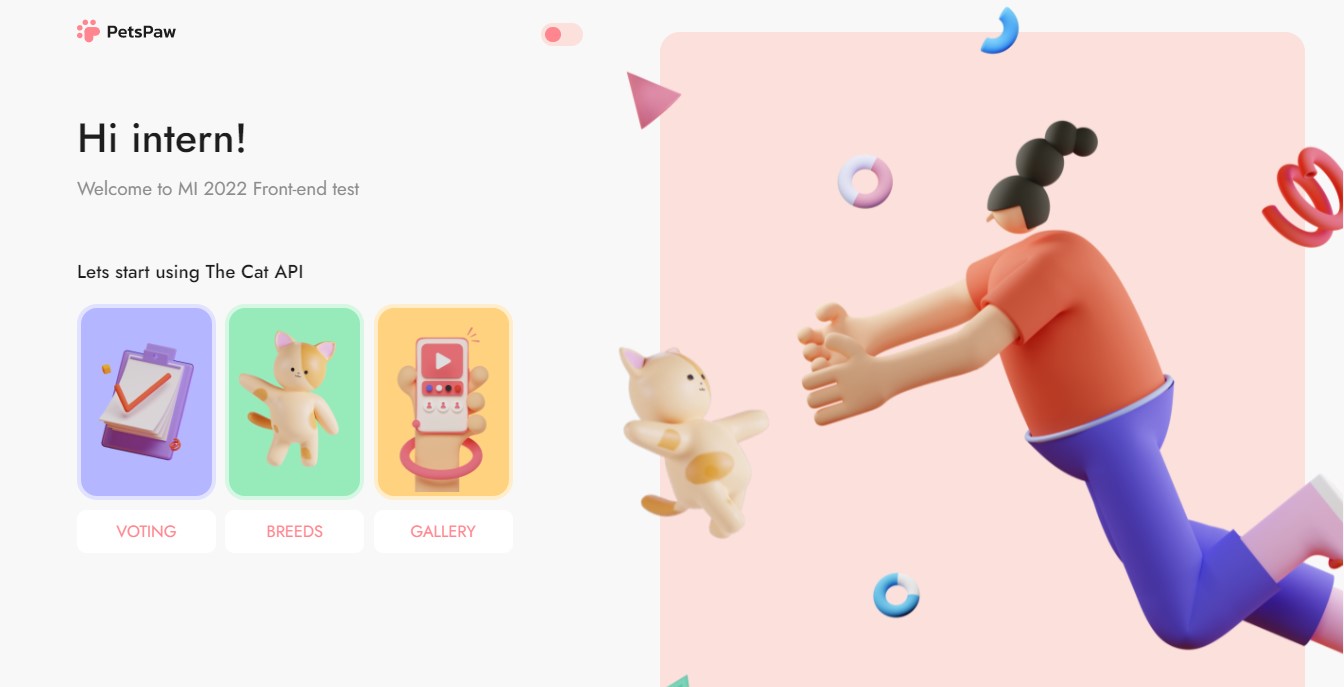 PetsPaw
Hi intern!
Welcome to MI 2022 Front-end test
Lets start using The Cat API
VOTING
BREEDS
GALLERY